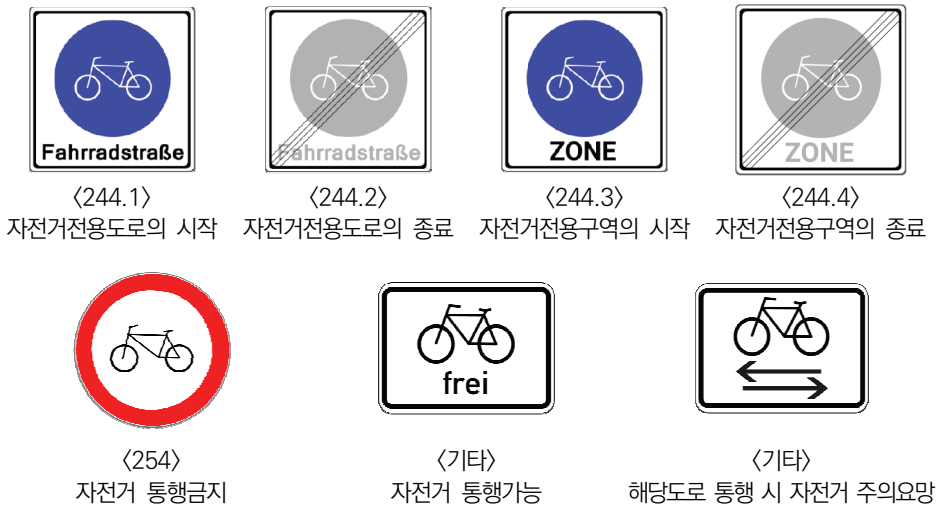 Fahrradstraße
Fahrradstraße
ZONE
ZONE
〈244.1〉
〈244.2〉
〈244.3〉
〈244.4〉
자전거전용도로의 시작
자전거전용도로의 종료
자전거전용구역의 시작
자전거전용구역의 종료
frei
〈254〉
〈기타〉
〈기타〉
자전거 통행금지
자전거 통행가능
해당도로 통행 시 자전거 주의요망